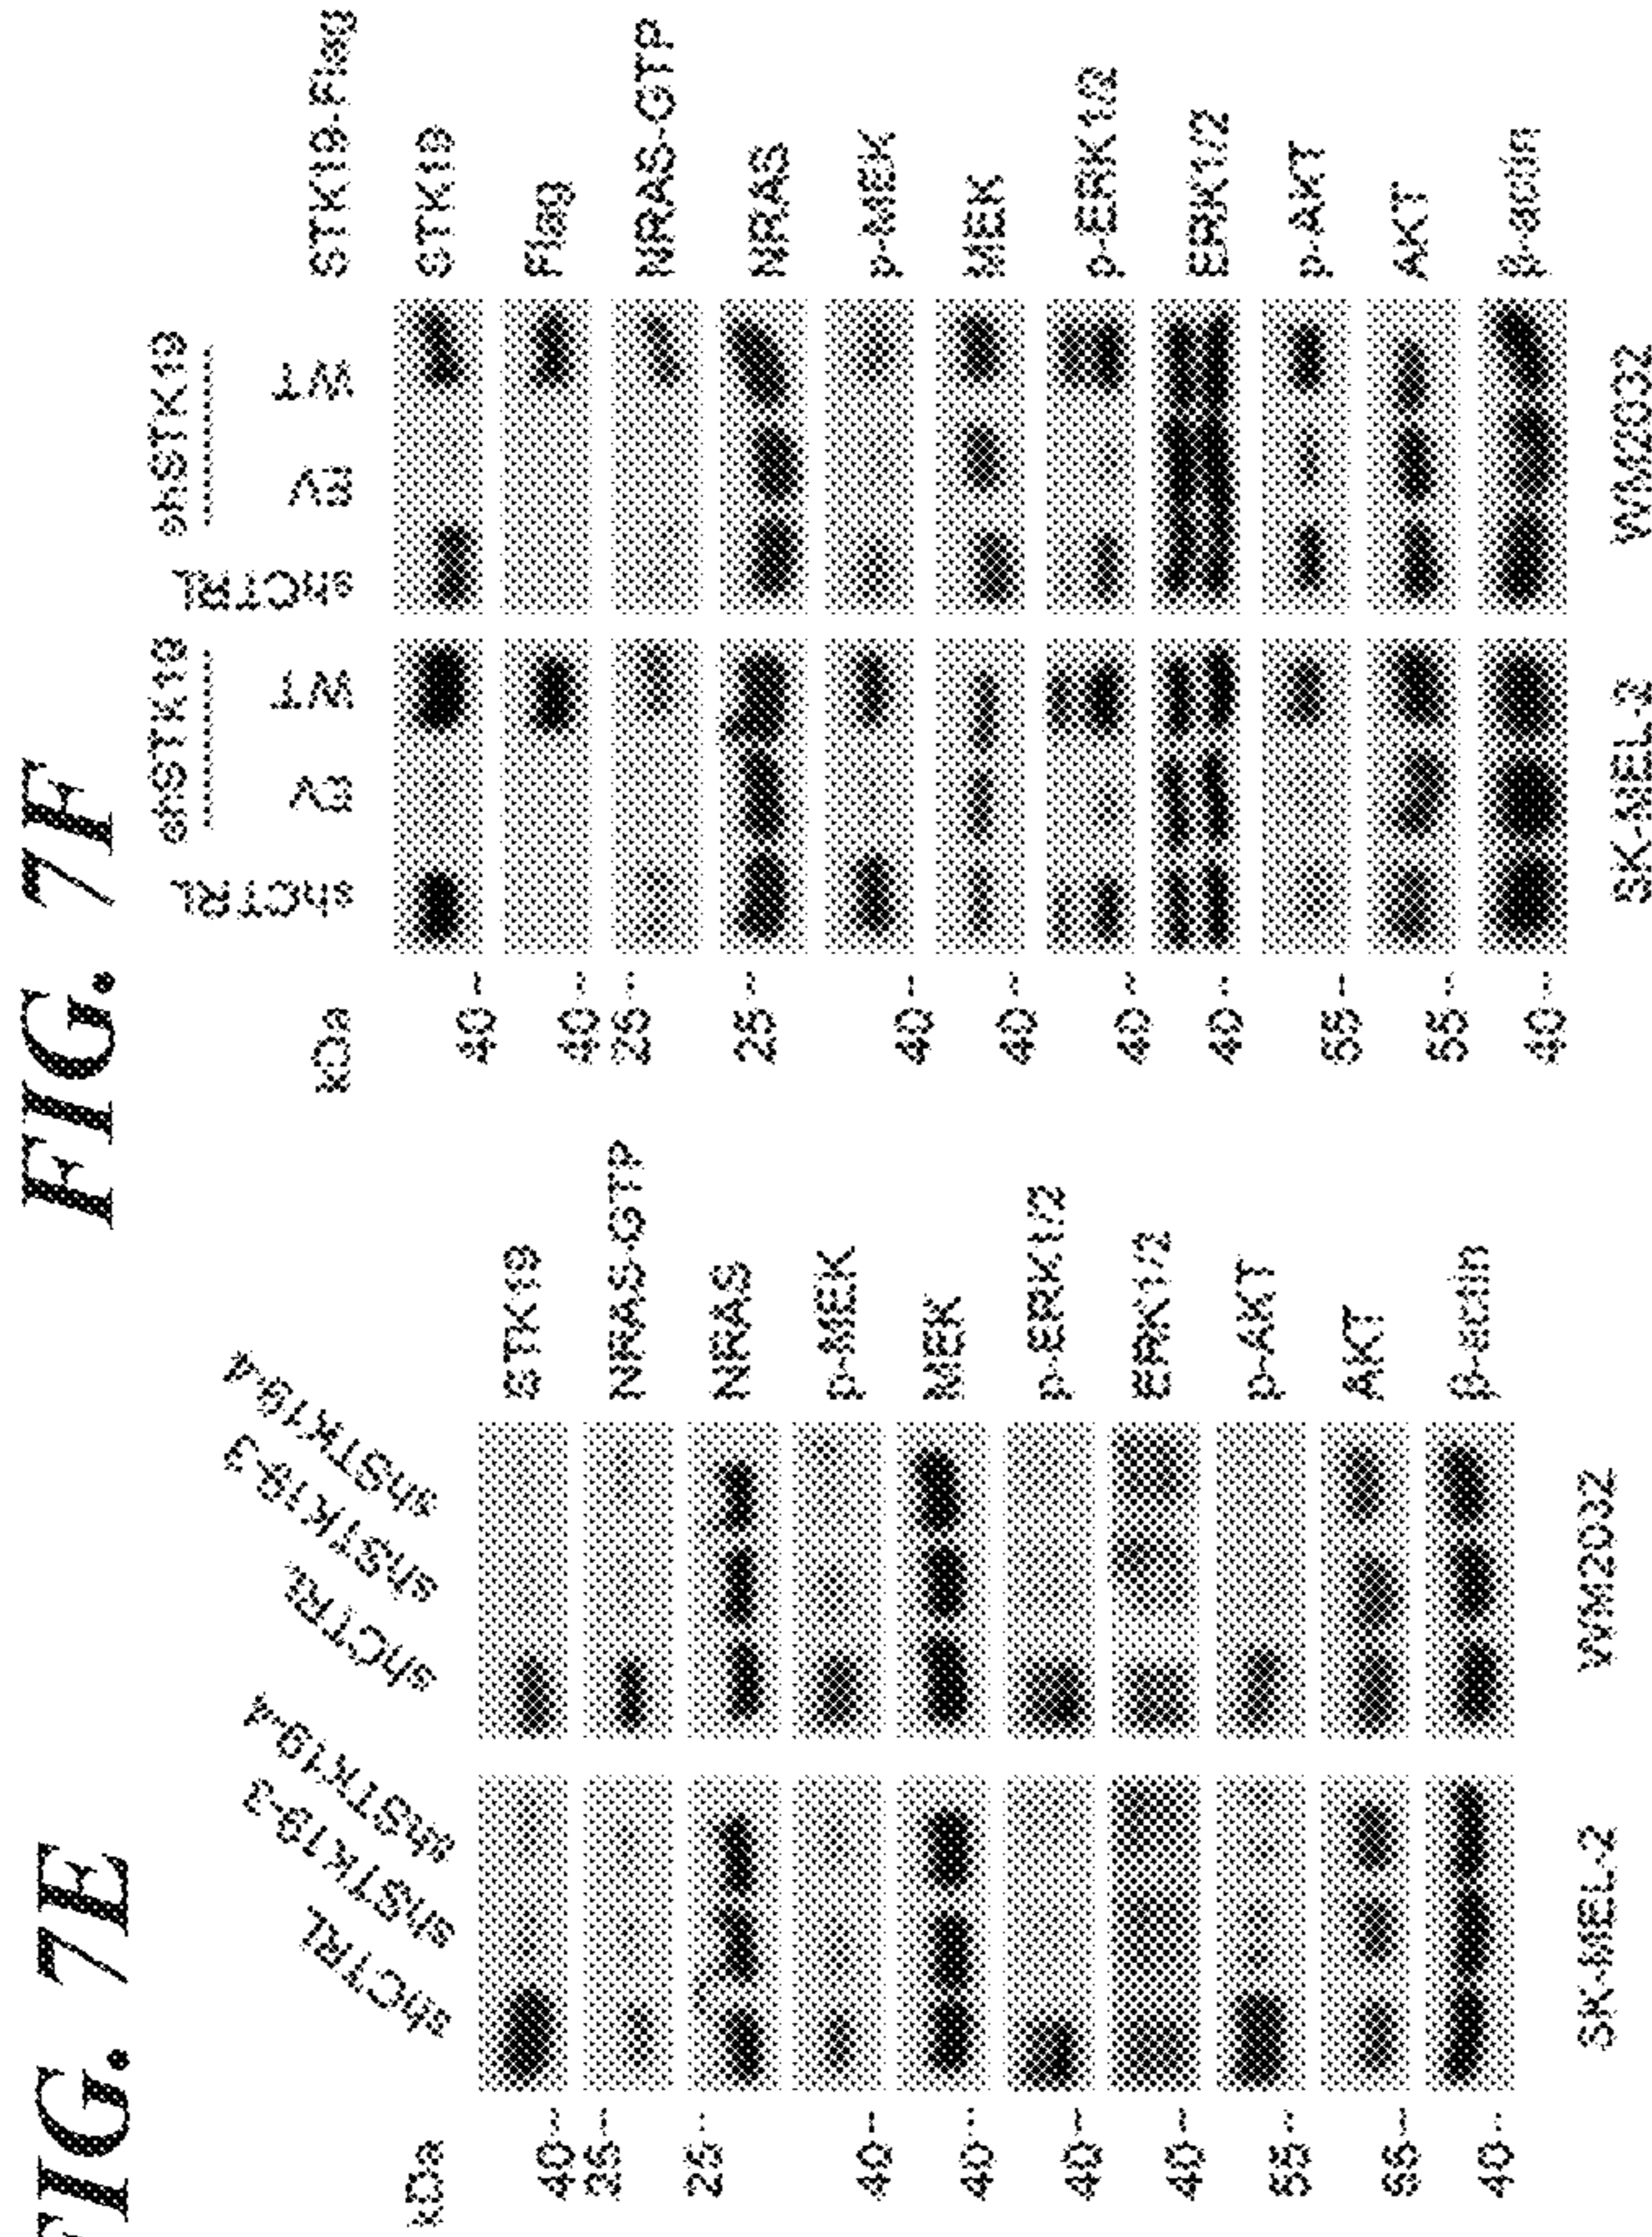 FIG. 7E
shCTRL shSTK19-3 shSTK19-4 shCTRL shSTK19-3 shSTK19-4
kDa
40-- STK19
25-- NRAS-GTP
25-- NRAS
p-MEK
40--
MEK
40--
p-ERK1/2
40--
ERK1/2
40--
p-AKT
55--
AKT
55--
β-actin
40--
SK-MEL-2 WM2032
FIG. 7F
shSTK19 shSTK19
kDa shCTRL EV WT shCTRL EV WT STK19-Flag
STK19
40--
Flag
40--
25-- NRAS-GTP
25-- NRAS
p-MEK
40--
MEK
40--
p-ERK1/2
40--
ERK1/2
40--
p-AKT
55--
AKT
55--
β-actin
40--
SK-MEL-2 WM2032